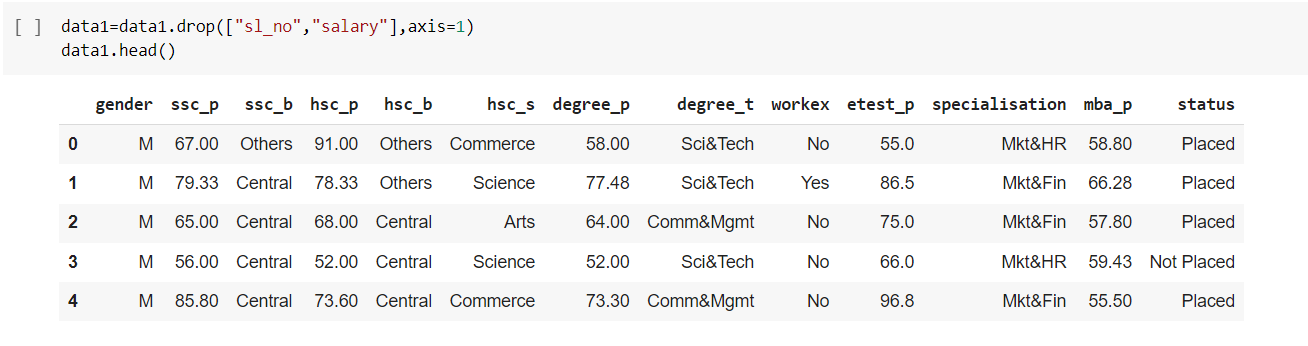 [ ] data1=data1.drop(["sl_no","salary"],axis=1)
data1.head()
gender ssc_p ssc_b hsc_p hsc_b hsc_s degree_p degree_t workex etest_p specialisation mba_p status
0 M 67.00 Others 91.00 Others Commerce 58.00 Sci&Tech No 55.0 Mkt&HR 58.80 Placed
1 M 79.33 Central 78.33 Others Science 77.48 Sci&Tech Yes 86.5 Mkt&Fin 66.28 Placed
2 M 65.00 Central 68.00 Central Arts 64.00 Comm&Mgmt No 75.0 Mkt&Fin 57.80 Placed
3 M 56.00 Central 52.00 Central Science 52.00 Sci&Tech No 66.0 Mkt&HR 59.43 Not Placed
4 M 85.80 Central 73.60 Central Commerce 73.30 Comm&Mgmt No 96.8 Mkt&Fin 55.50 Placed